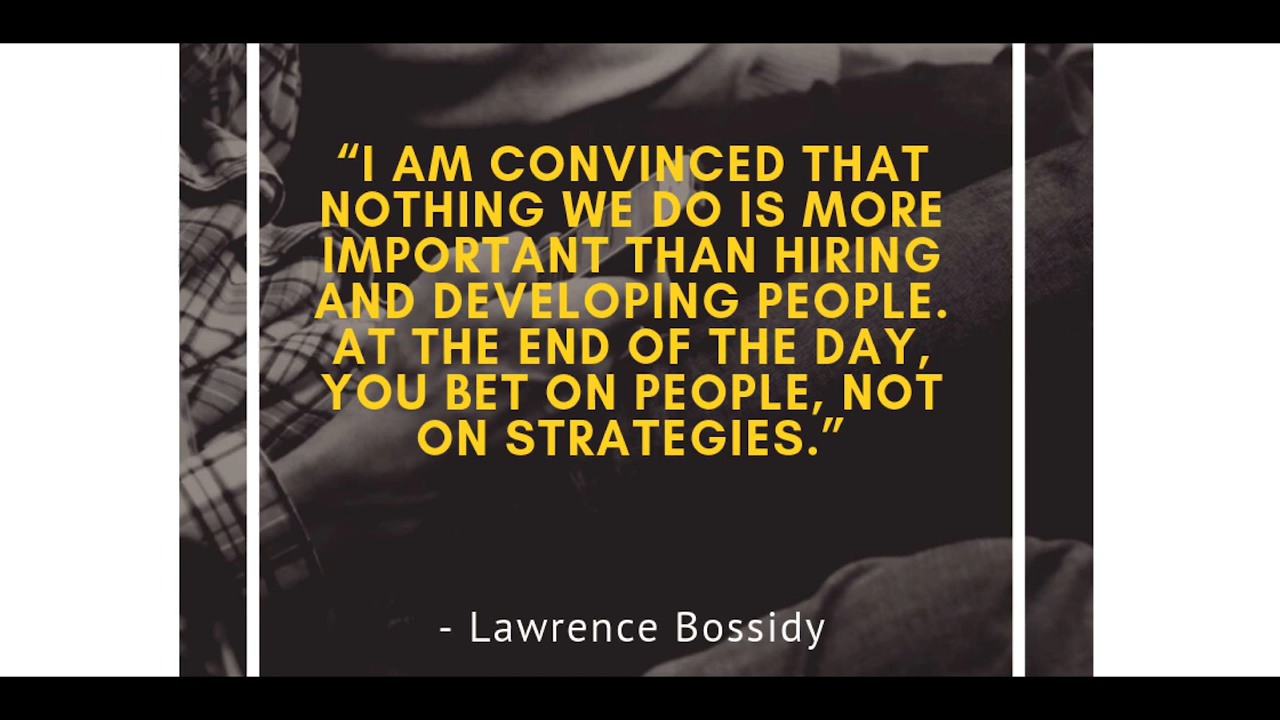 “I AM CONVINCED THAT
NOTHING WE DO IS MORE
IMPORTANT THAN HIRING
AND DEVELOPING PEOPLE.
AT THE END OF THE DAY,
YOU BET ON PEOPLE, NOT
ON STRATEGIES.”
- Lawrence Bossidy